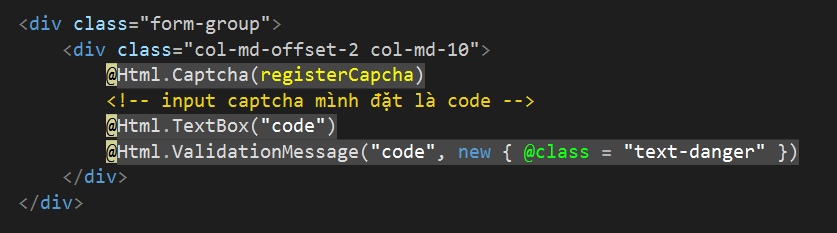 <div class="form-group">
<div class="col-md-offset-2 col-md-10">
@Html.Captcha(registerCapcha)
<!-- input captcha mình đặt là code -->
@Html.TextBox("code")
@Html.ValidationMessage("code", new { @class = "text-danger" })
</div>
</div>